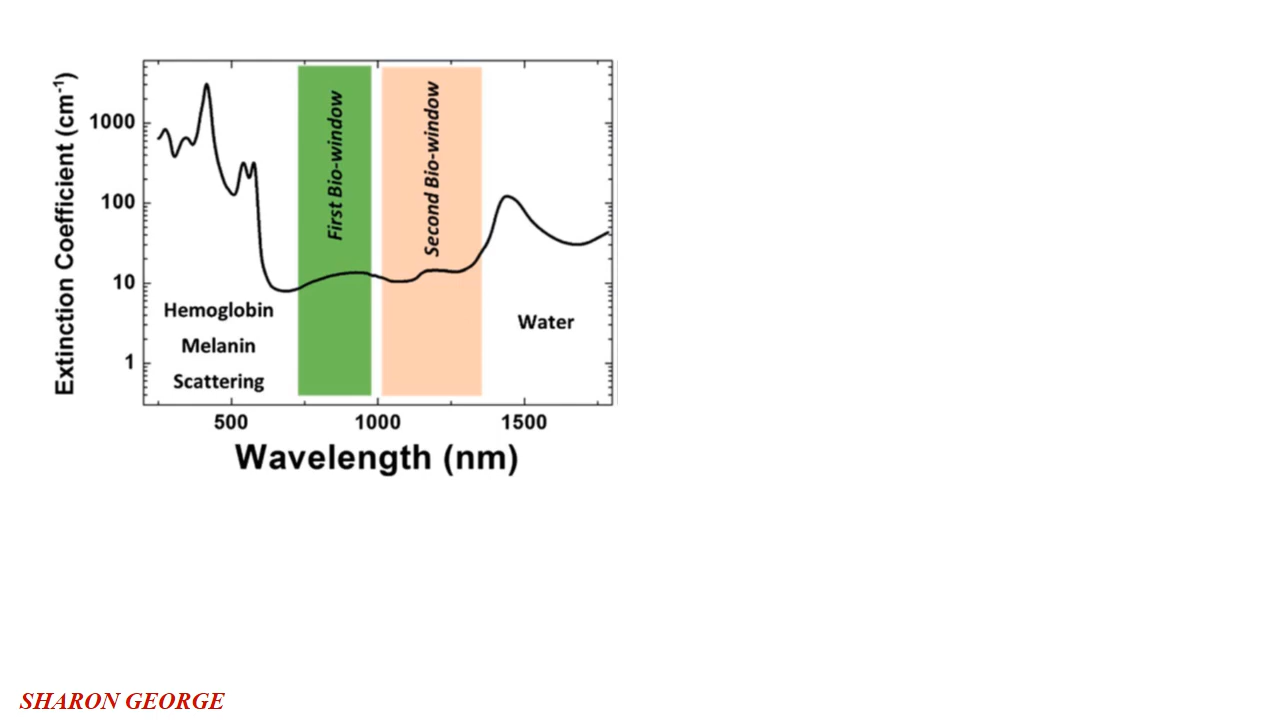 Extinction Coefficient (cm⁻¹)
1000
100
10
1
First Bio-window
Second Bio-window
Hemoglobin
Melanin
Scattering
Water
500 1000 1500
Wavelength (nm)
SHARON GEORGE